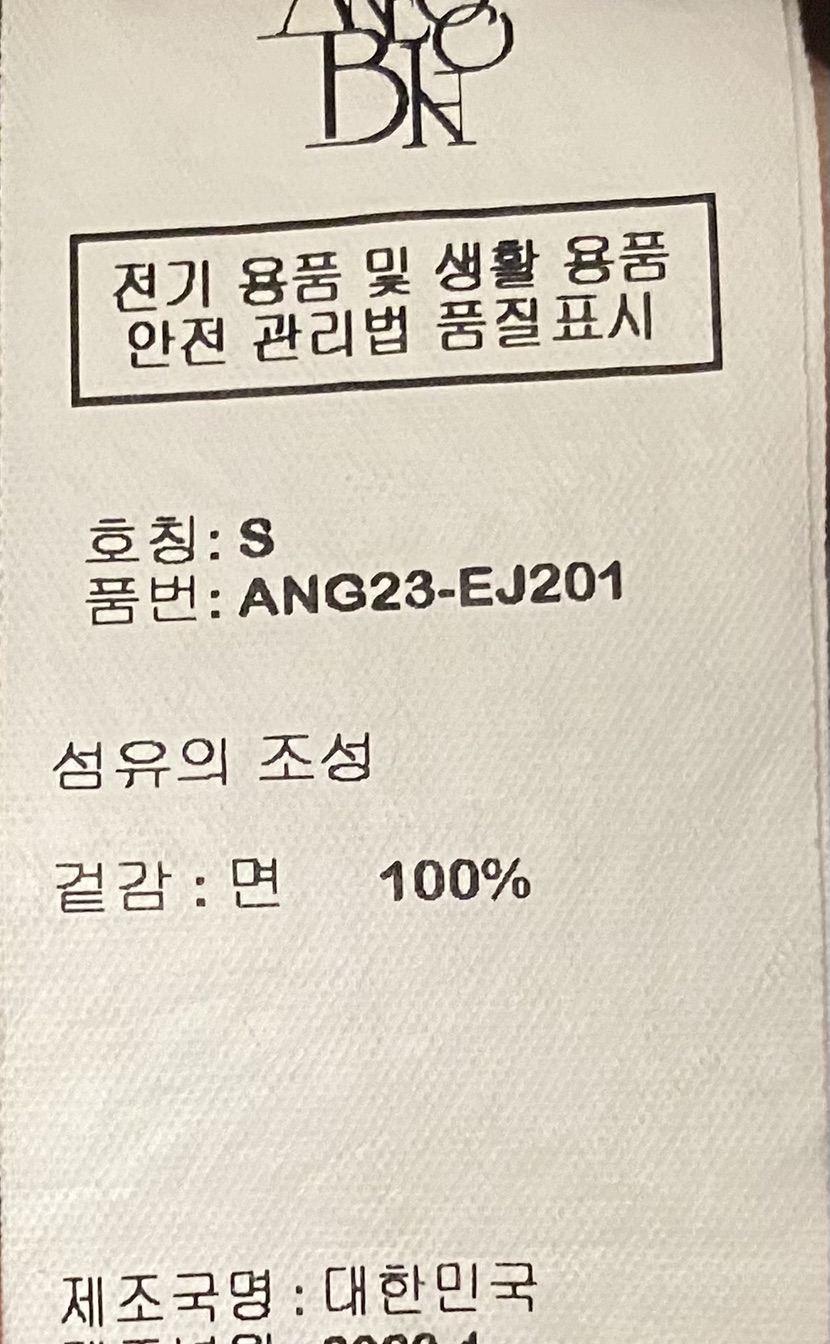 전기 용품 및 생활 용품
안전 관리법 품질표시
호칭: S
품번: ANG23-EJ201
섬유의 조성
겉감 : 면 100%
제조국명 : 대한민국